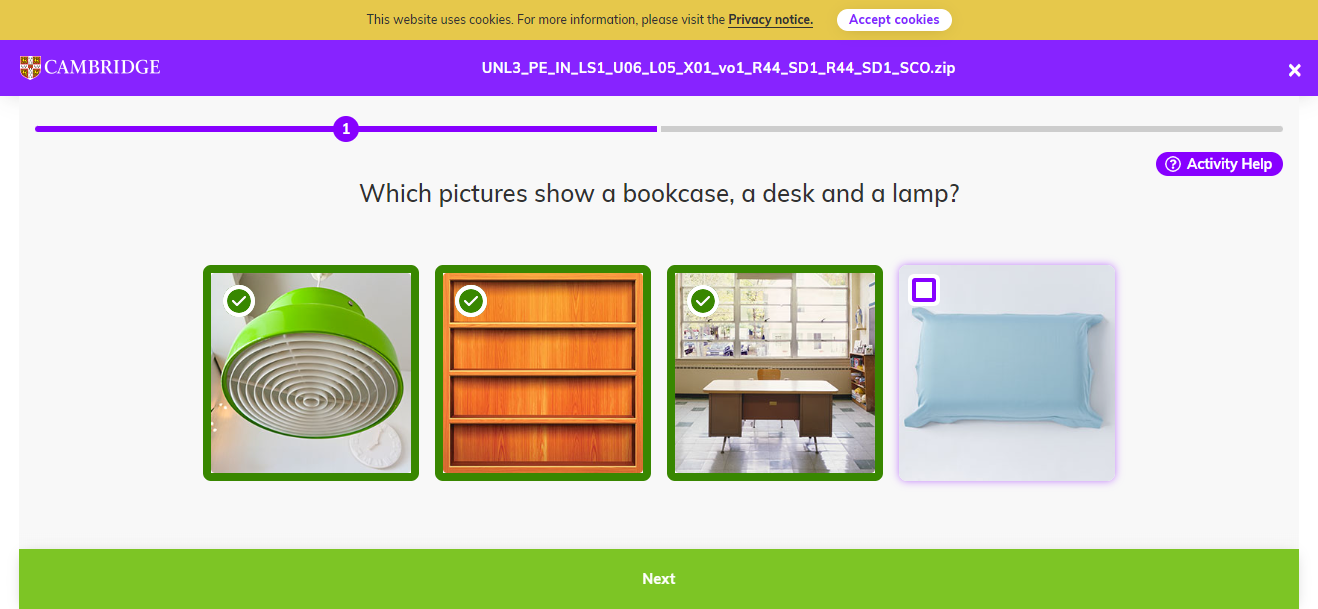 This website uses cookies. For more information, please visit the Privacy notice. Accept cookies
CAMBRIDGE
UNL3_PE_IN_LS1_U06_L05_X01_vo1_R44_SD1_R44_SD1_SCO.zip
1
Activity Help
Which pictures show a bookcase, a desk and a lamp?
Next